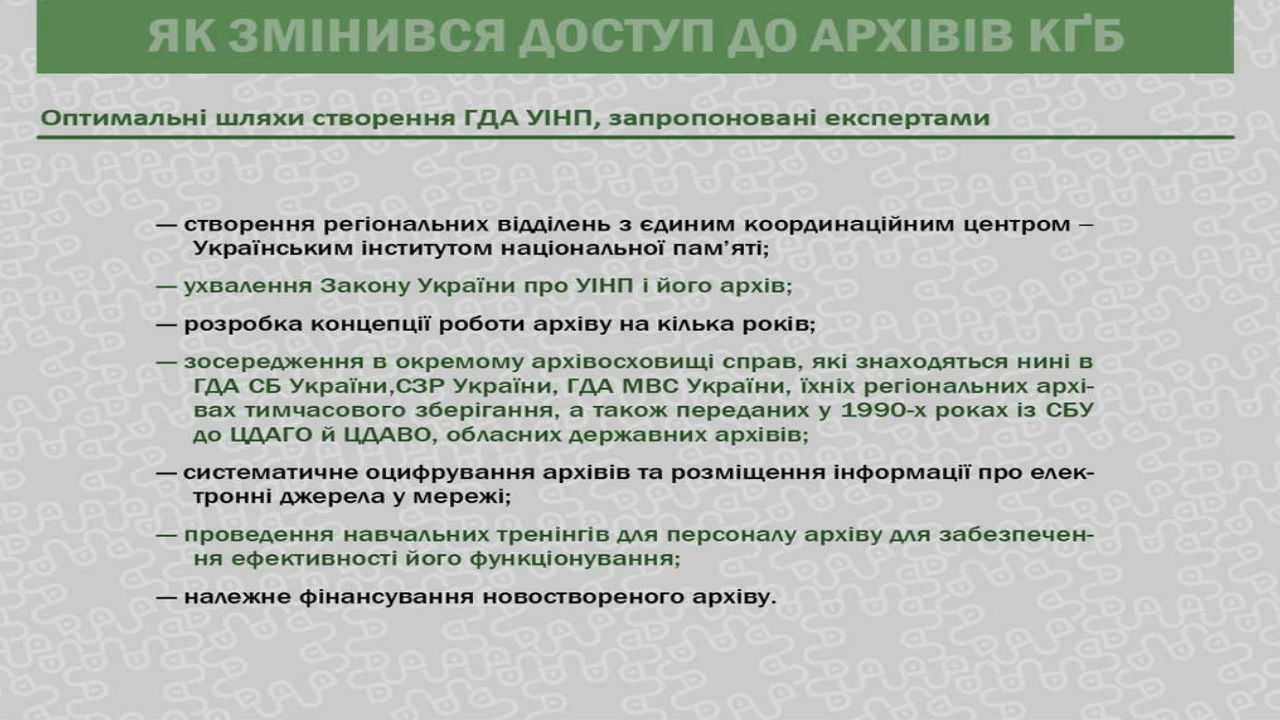 ЯК ЗМІНИВСЯ ДОСТУП ДО АРХІВІВ КҐБ
Оптимальні шляхи створення ГДА УІНП, запропоновані експертами
— створення регіональних відділень з єдиним координаційним центром –
Українським інститутом національної пам’яті;
— ухвалення Закону України про УІНП і його архів;
— розробка концепції роботи архіву на кілька років;
— зосередження в окремому архівосховищі справ, які знаходяться нині в
ГДА СБ України,СЗР України, ГДА МВС України, їхніх регіональних архі-
вах тимчасового зберігання, а також переданих у 1990-х роках із СБУ
до ЦДАГО й ЦДАВО, обласних державних архівів;
— систематичне оцифрування архівів та розміщення інформації про елек-
тронні джерела у мережі;
— проведення навчальних тренінгів для персоналу архіву для забезпечен-
ня ефективності його функціонування;
— належне фінансування новоствореного архіву.